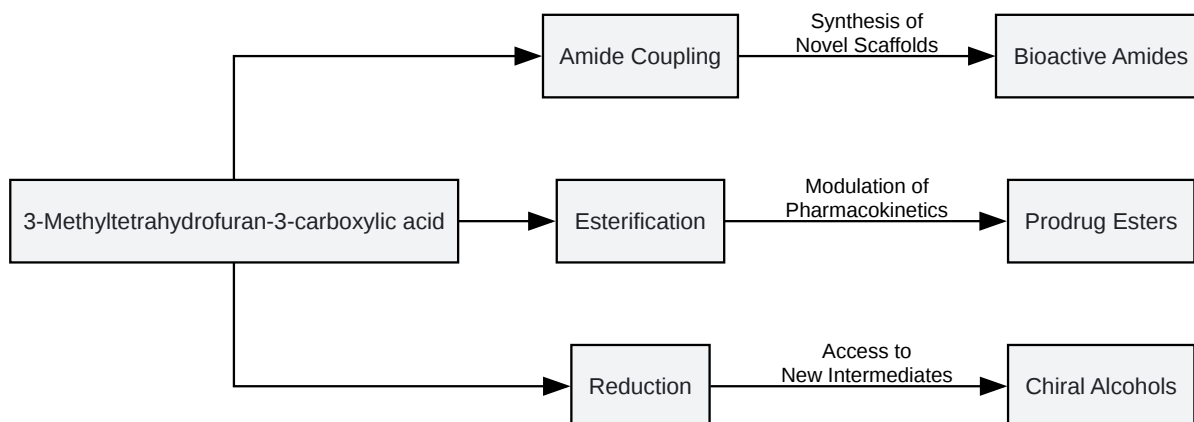 Amide Coupling
Synthesis of
Novel Scaffolds
Bioactive Amides
3-Methyltetrahydrofuran-3-carboxylic acid
Esterification
Modulation of
Pharmacokinetics
Prodrug Esters
Reduction
Access to
New Intermediates
Chiral Alcohols